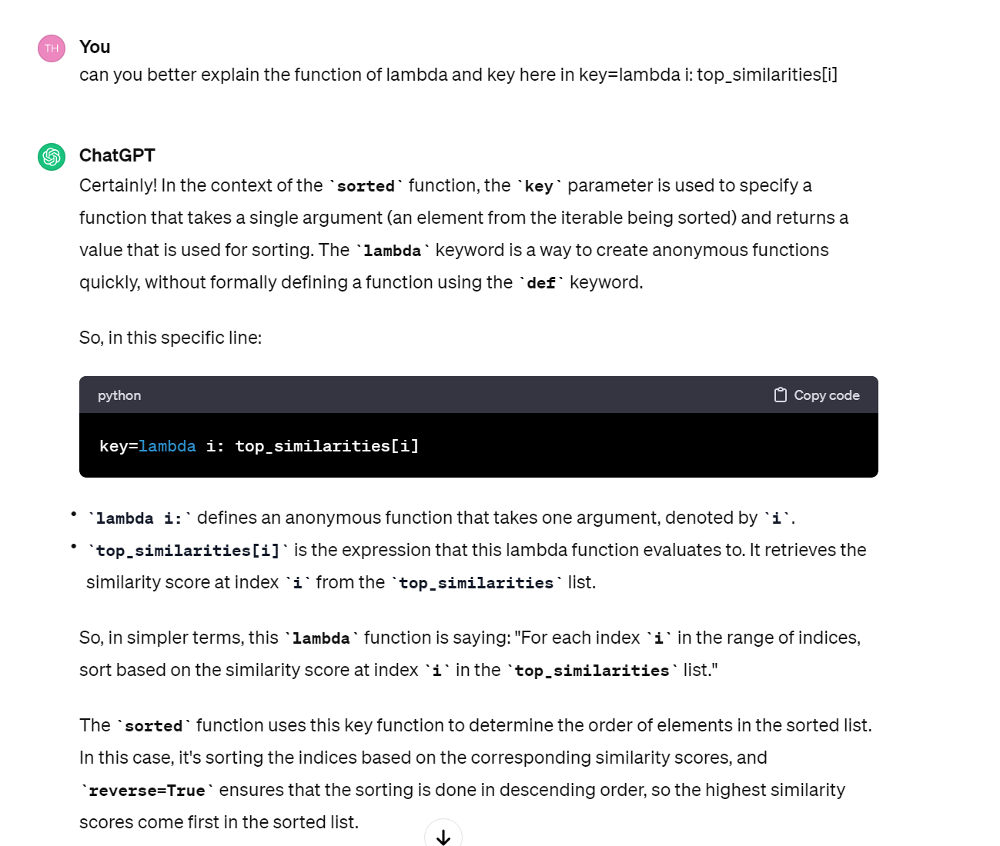 TH
You
can you better explain the function of lambda and key here in key=lambda i: top_similarities[i]
ChatGPT
Certainly! In the context of the `sorted` function, the `key` parameter is used to specify a
function that takes a single argument (an element from the iterable being sorted) and returns a
value that is used for sorting. The `lambda` keyword is a way to create anonymous functions
quickly, without formally defining a function using the `def` keyword.
So, in this specific line:
python
Copy code
key=lambda i: top_similarities[i]
• `lambda i:` defines an anonymous function that takes one argument, denoted by `i`.
• `top_similarities[i]` is the expression that this lambda function evaluates to. It retrieves the
similarity score at index `i` from the `top_similarities` list.
So, in simpler terms, this `lambda` function is saying: "For each index `i` in the range of indices,
sort based on the similarity score at index `i` in the `top_similarities` list."
The `sorted` function uses this key function to determine the order of elements in the sorted list.
In this case, it's sorting the indices based on the corresponding similarity scores, and
`reverse=True` ensures that the sorting is done in descending order, so the highest similarity
scores come first in the sorted list.